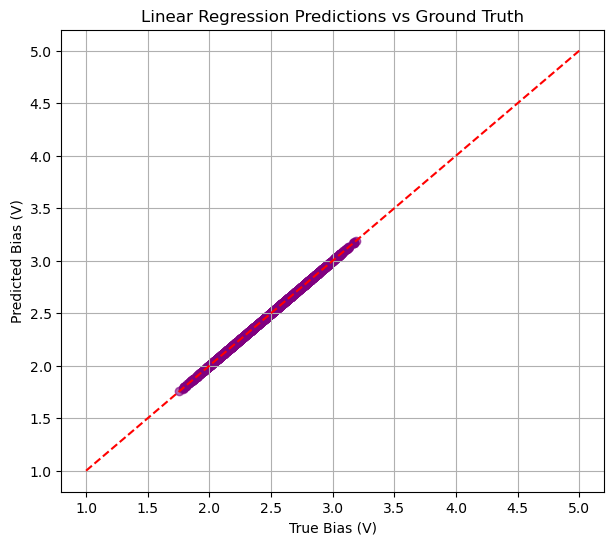 Linear Regression Predictions vs Ground Truth
Predicted Bias (V)
5.0
4.5
4.0
3.5
3.0
2.5
2.0
1.5
1.0
1.0 1.5 2.0 2.5 3.0 3.5 4.0 4.5 5.0
True Bias (V)